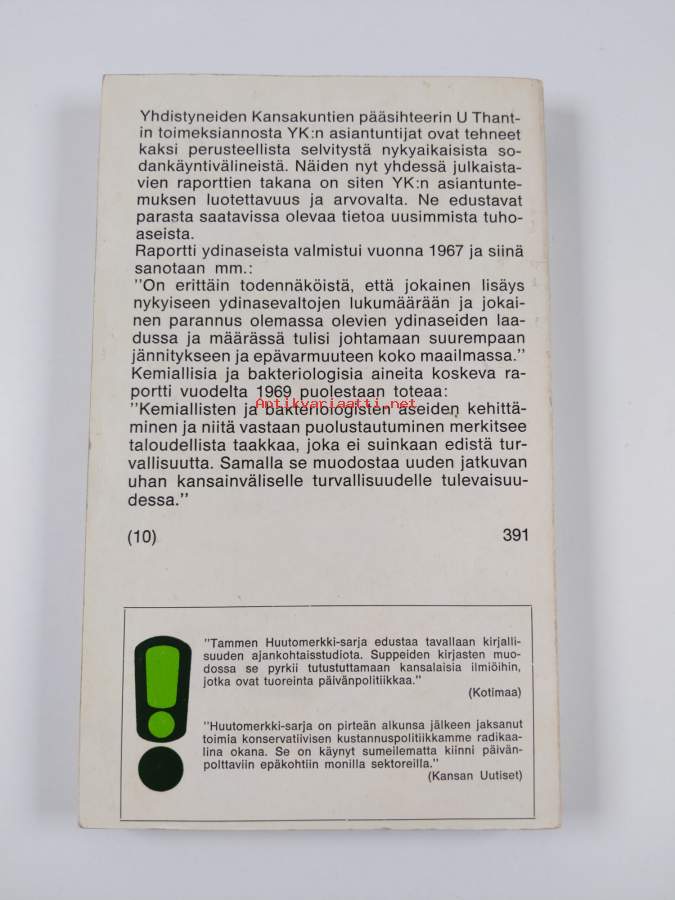 Yhdistyneiden Kansakuntien pääsihteerin U Thant-
in toimeksiannosta YK:n asiantuntijat ovat tehneet
kaksi perusteellista selvitystä nykyaikaisista so-
dankäyntivälineistä. Näiden nyt yhdessä julkaista-
vien raporttien takana on siten YK:n asiantunte-
muksen luotettavuus ja arvovalta. Ne edustavat
parasta saatavissa olevaa tietoa uusimmista tuho-
aseista.
Raportti ydinaseista valmistui vuonna 1967 ja siinä
sanotaan mm.:
"On erittäin todennäköistä, että jokainen lisäys
nykyiseen ydinasevaltojen lukumäärään ja jokai-
nen parannus olemassa olevien ydinaseiden laa-
dussa ja määrässä tulisi johtamaan suurempaan
jännitykseen ja epävarmuuteen koko maailmassa."
Kemiallisia ja bakteriologisia aineita koskeva ra-
portti vuodelta 1969 puolestaan toteaa:
Antikvariaatti.net
"Kemiallisten ja bakteriologisten aseiden kehittä-
minen ja niitä vastaan puolustautuminen merkitsee
taloudellista taakkaa, joka ei suinkaan edistä tur-
vallisuutta. Samalla se muodostaa uuden jatkuvan
uhan kansainväliselle turvallisuudelle tulevaisuu-
dessa."
(10) 391
"Tammen Huutomerkki-sarja edustaa tavallaan kirjalli-
suuden ajankohtaisstudiota. Suppeiden kirjasten muo-
dossa se pyrkii tutustuttamaan kansalaisia ilmiöihin,
jotka ovat tuoreinta päivänpolitiikkaa."
(Kotimaa)
"Huutomerkki-sarja on pirteän alkunsa jälkeen jaksanut
toimia konservatiivisen kustannuspolitiikkamme radikaa-
lina okana. Se on käynyt sumeilematta kiinni päivän-
polttaviin epäkohtiin monilla sektoreilla."
(Kansan Uutiset)